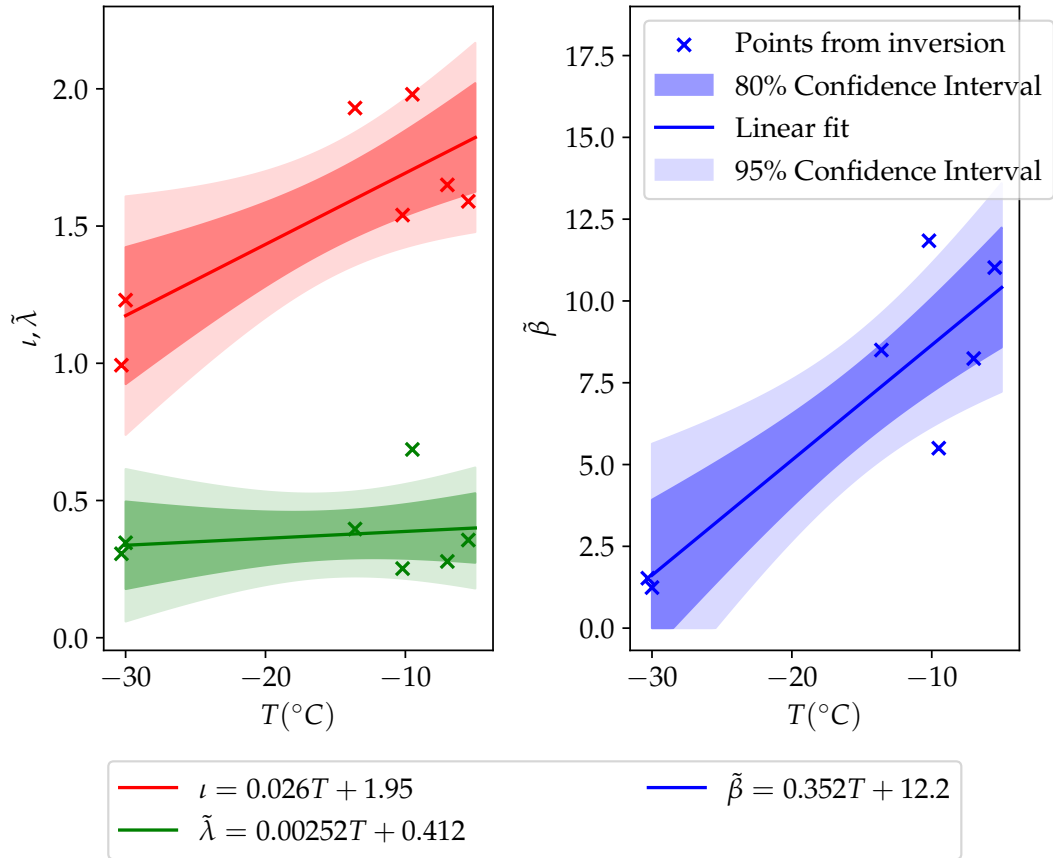 2.0
1.5
1.0
0.5
0.0
ι, λ̃
−30 −20 −10
T(°C)
17.5
15.0
12.5
10.0
7.5
5.0
2.5
0.0
β̃
−30 −20 −10
T(°C)
Points from inversion
80% Confidence Interval
Linear fit
95% Confidence Interval
ι = 0.026T + 1.95
λ̃ = 0.00252T + 0.412
β̃ = 0.352T + 12.2